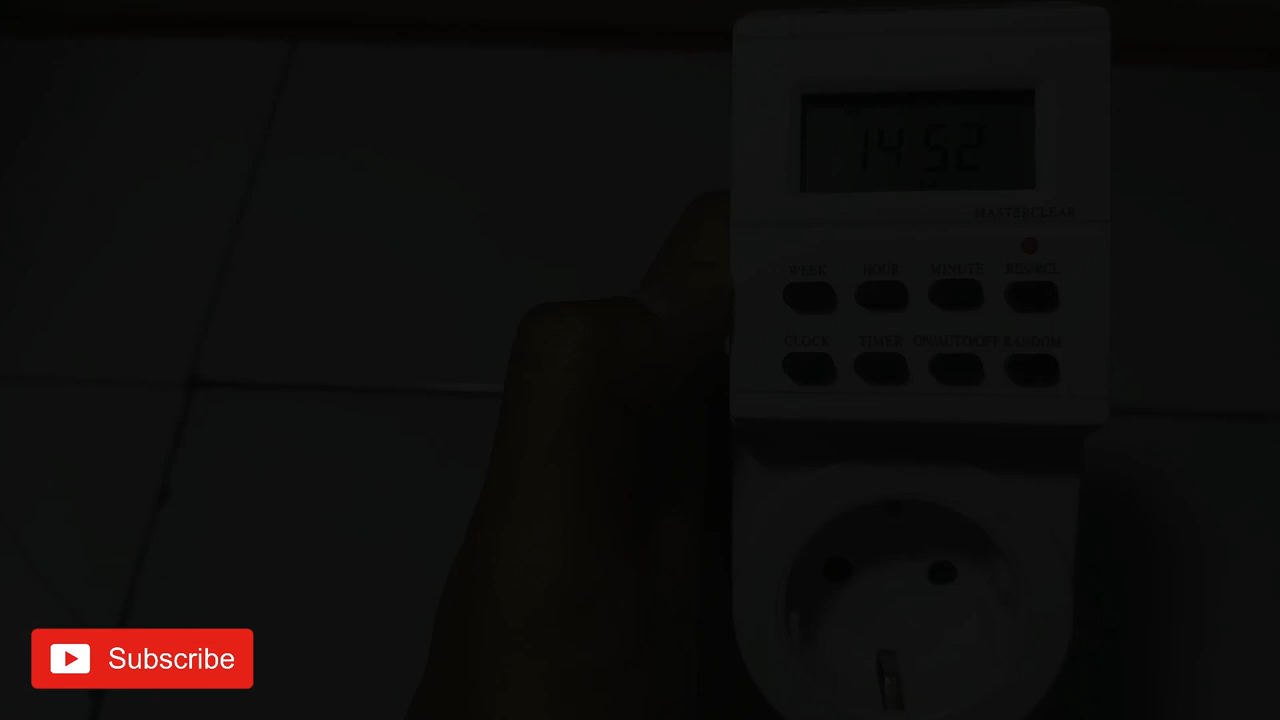 14 52
MASTERCLEAR
WEEK HOUR MINUTE RES/RCL
CLOCK TIMER ON/AUTO/OFF RANDOM
Subscribe